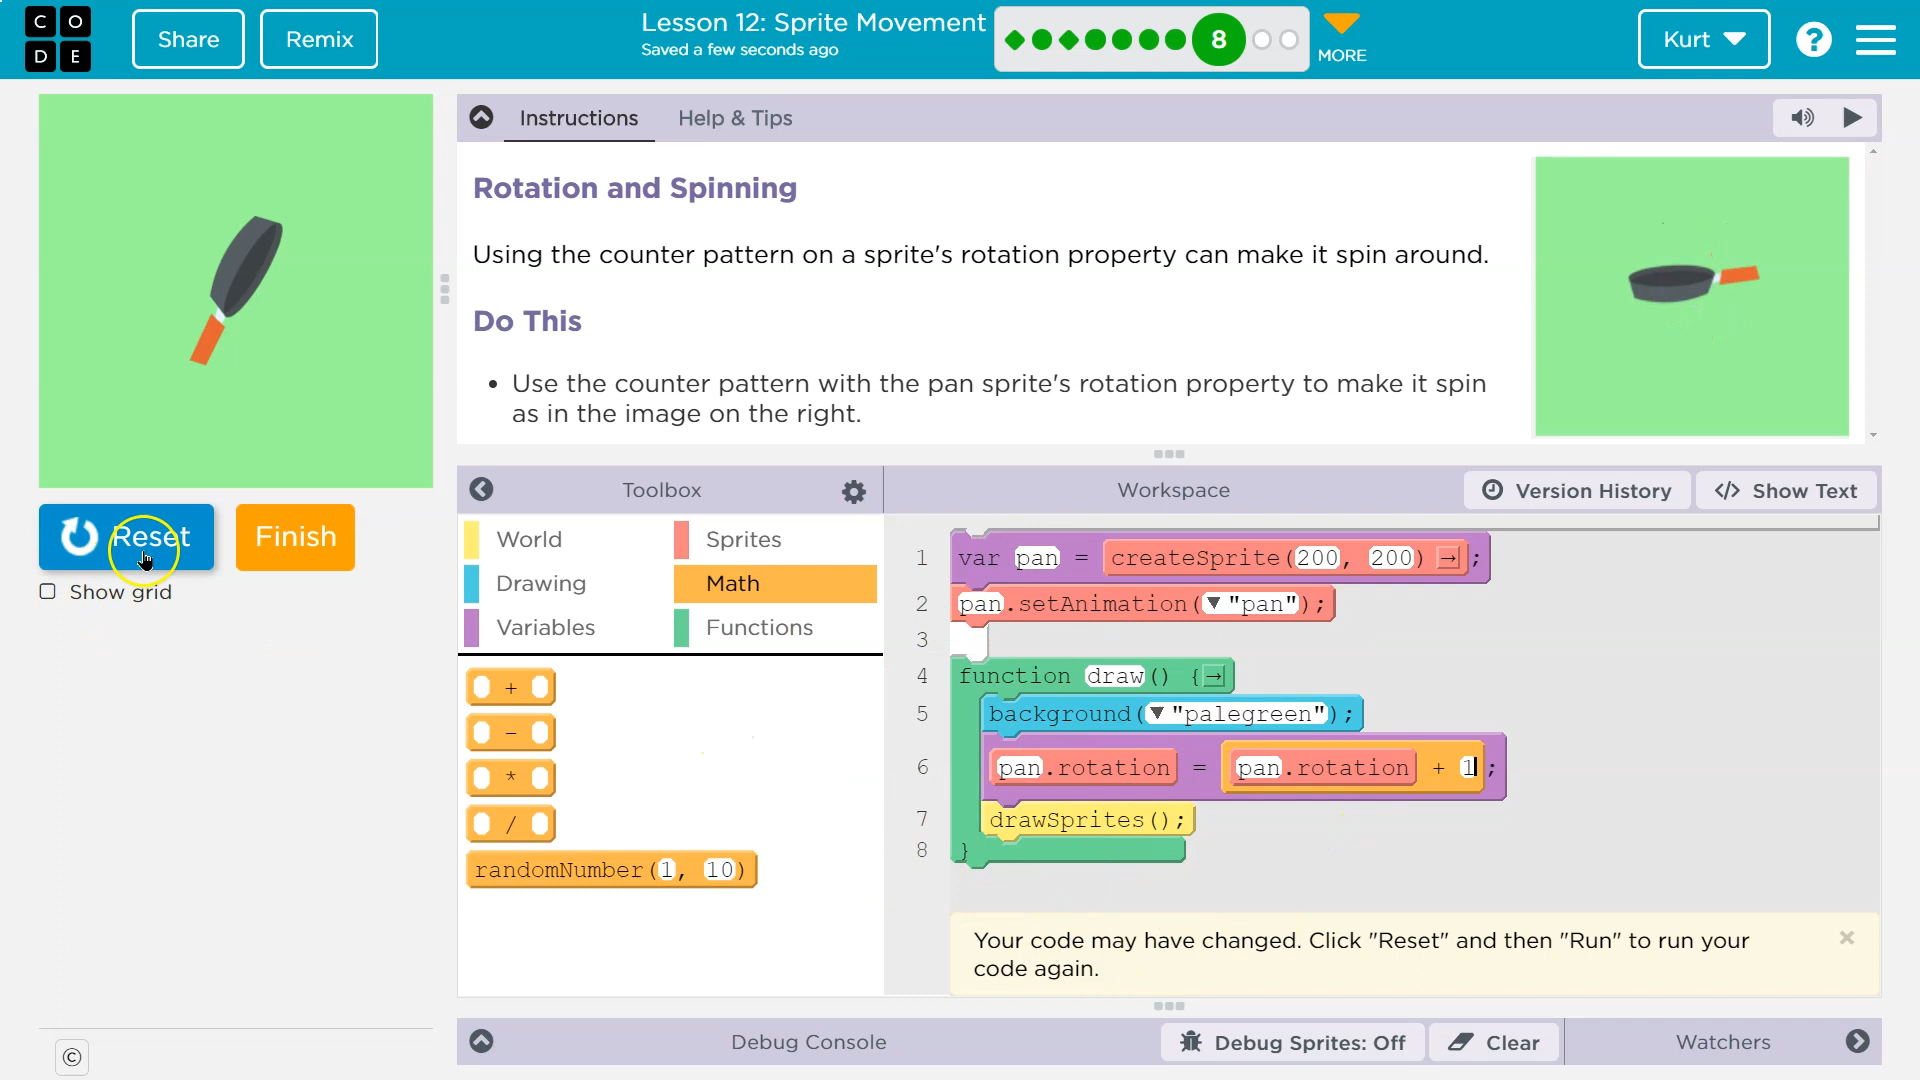 C O
D E
Share
Remix
Lesson 12: Sprite Movement
Saved a few seconds ago
8
MORE
Kurt
?
Instructions
Help & Tips
Rotation and Spinning
Using the counter pattern on a sprite's rotation property can make it spin around.
Do This
• Use the counter pattern with the pan sprite's rotation property to make it spin
as in the image on the right.
Reset
Finish
Show grid
Toolbox
Workspace
Version History
</> Show Text
World
Sprites
Drawing
Math
Variables
Functions
+
-
*
/
randomNumber(1, 10)
1 var pan = createSprite(200, 200) → ;
2 pan.setAnimation(▼ "pan");
3
4 function draw() {→
5 background(▼ "palegreen");
6 pan.rotation = pan.rotation + 1;
7 drawSprites();
8 }
Your code may have changed. Click "Reset" and then "Run" to run your
code again.
×
©
Debug Console
Debug Sprites: Off
Clear
Watchers